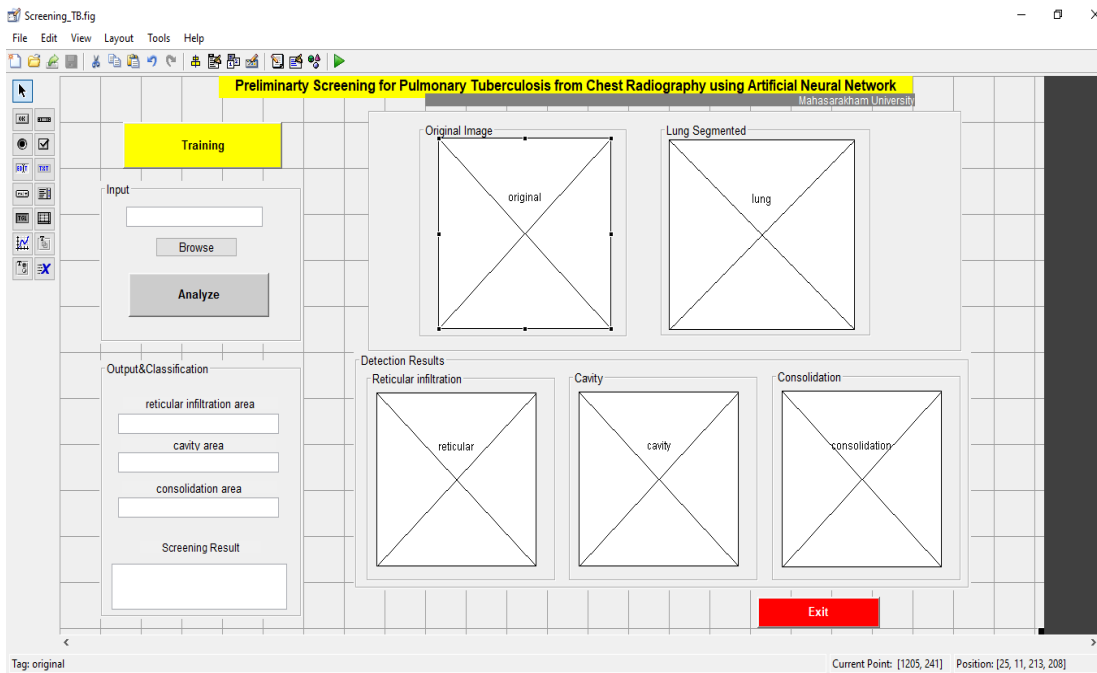 Screening_TB.fig
File Edit View Layout Tools Help
Preliminarty Screening for Pulmonary Tuberculosis from Chest Radiography using Artificial Neural Network
Mahasarakham University
Training
Input
Browse
Analyze
Original Image
original
Lung Segmented
lung
Output&Classification
reticular infiltration area
cavity area
consolidation area
Screening Result
Detection Results
Reticular infiltration
reticular
Cavity
cavity
Consolidation
consolidation
Exit
Tag: original
Current Point: [1205, 241] Position: [25, 11, 213, 208]